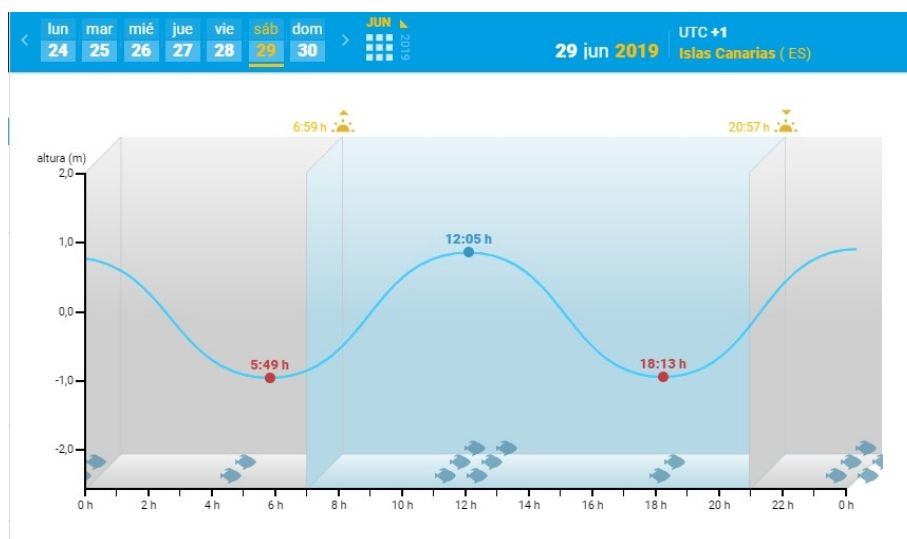 lun mar mié jue vie sáb dom
24 25 26 27 28 29 30
JUN
2019
29 jun 2019
UTC +1
Islas Canarias (ES)
6:59 h
20:57 h
altura (m)
2,0
1,0
0,0
-1,0
-2,0
12:05 h
5:49 h
18:13 h
0 h 2 h 4 h 6 h 8 h 10 h 12 h 14 h 16 h 18 h 20 h 22 h 0 h